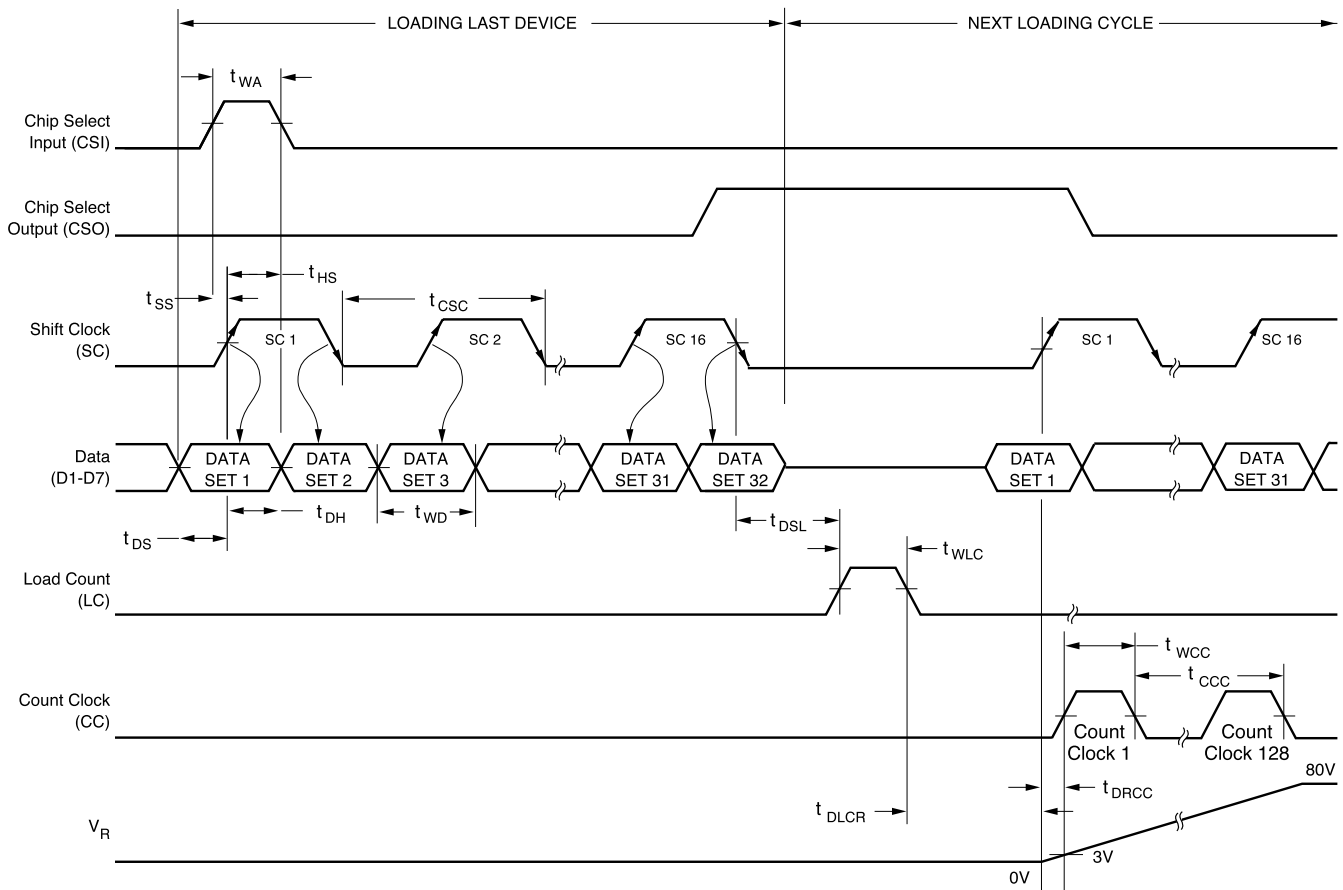 LOADING LAST DEVICE
NEXT LOADING CYCLE
t WA
Chip Select
Input (CSI)
Chip Select
Output (CSO)
t HS
t SS
t CSC
Shift Clock
(SC)
SC 1
SC 2
SC 16
SC 1
SC 16
Data
(D1-D7)
DATA
SET 1
DATA
SET 2
DATA
SET 3
DATA
SET 31
DATA
SET 32
DATA
SET 1
DATA
SET 31
t DH
t WD
t DSL
t DS
t WLC
Load Count
(LC)
t WCC
t CCC
Count Clock
(CC)
Count
Clock 1
Count
Clock 128
80V
t DRCC
t DLCR
VR
3V
0V